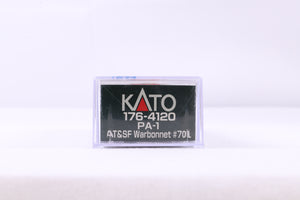 KATO
176-4120
PA-1
AT&SF Warbonnet #70L